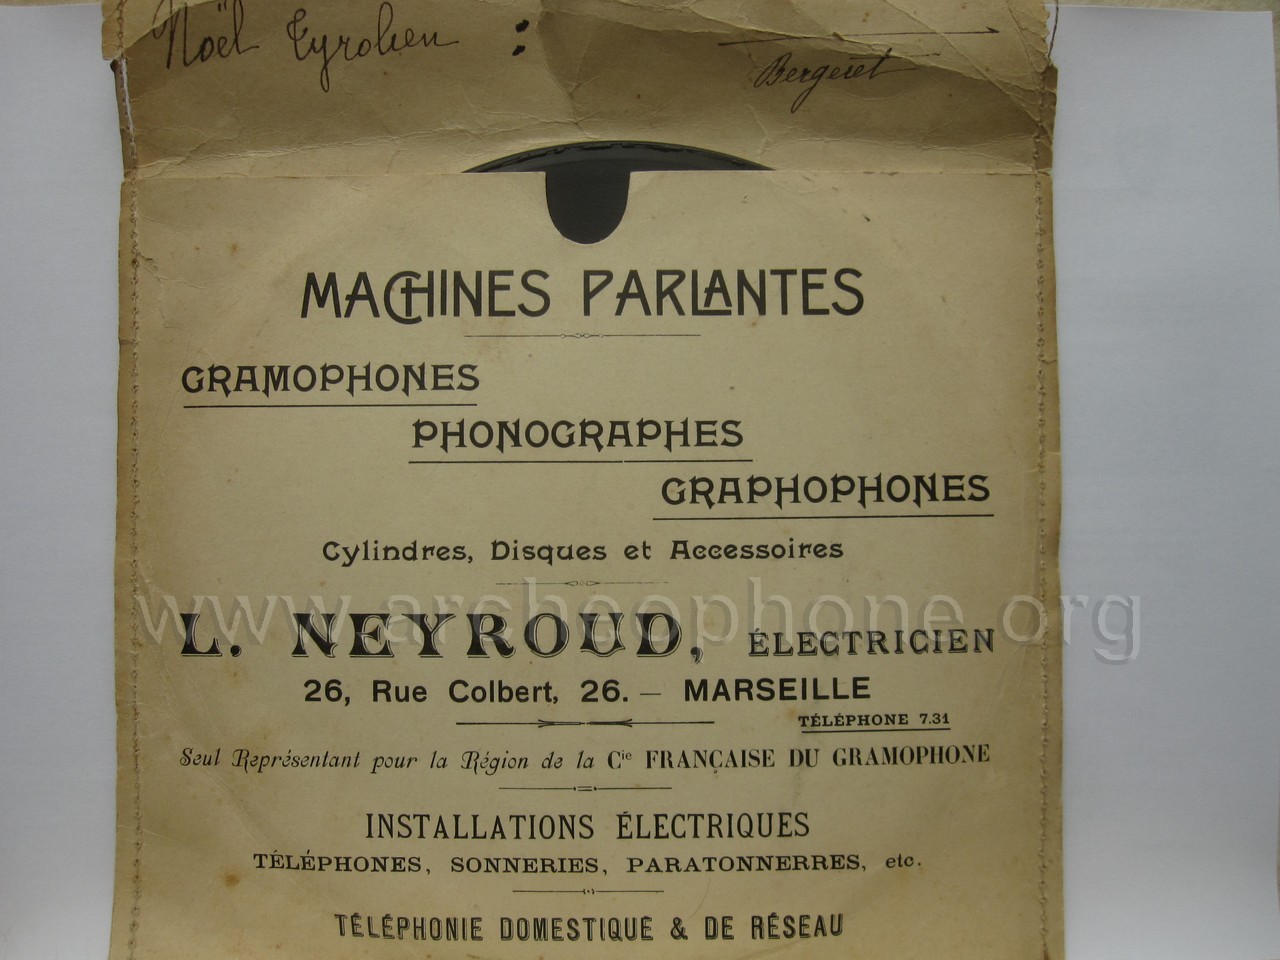 Noël Tyrolien :
Bergeret
MACHINES PARLANTES
GRAMOPHONES
PHONOGRAPHES
GRAPHOPHONES
Cylindres, Disques et Accessoires
www.archeophone.org
L. NEYROUD, ÉLECTRICIEN
26, Rue Colbert, 26. — MARSEILLE
TÉLÉPHONE 7.31
Seul Représentant pour la Région de la Cie FRANÇAISE DU GRAMOPHONE
INSTALLATIONS ÉLECTRIQUES
TÉLÉPHONES, SONNERIES, PARATONNERRES, etc.
TÉLÉPHONIE DOMESTIQUE & DE RÉSEAU